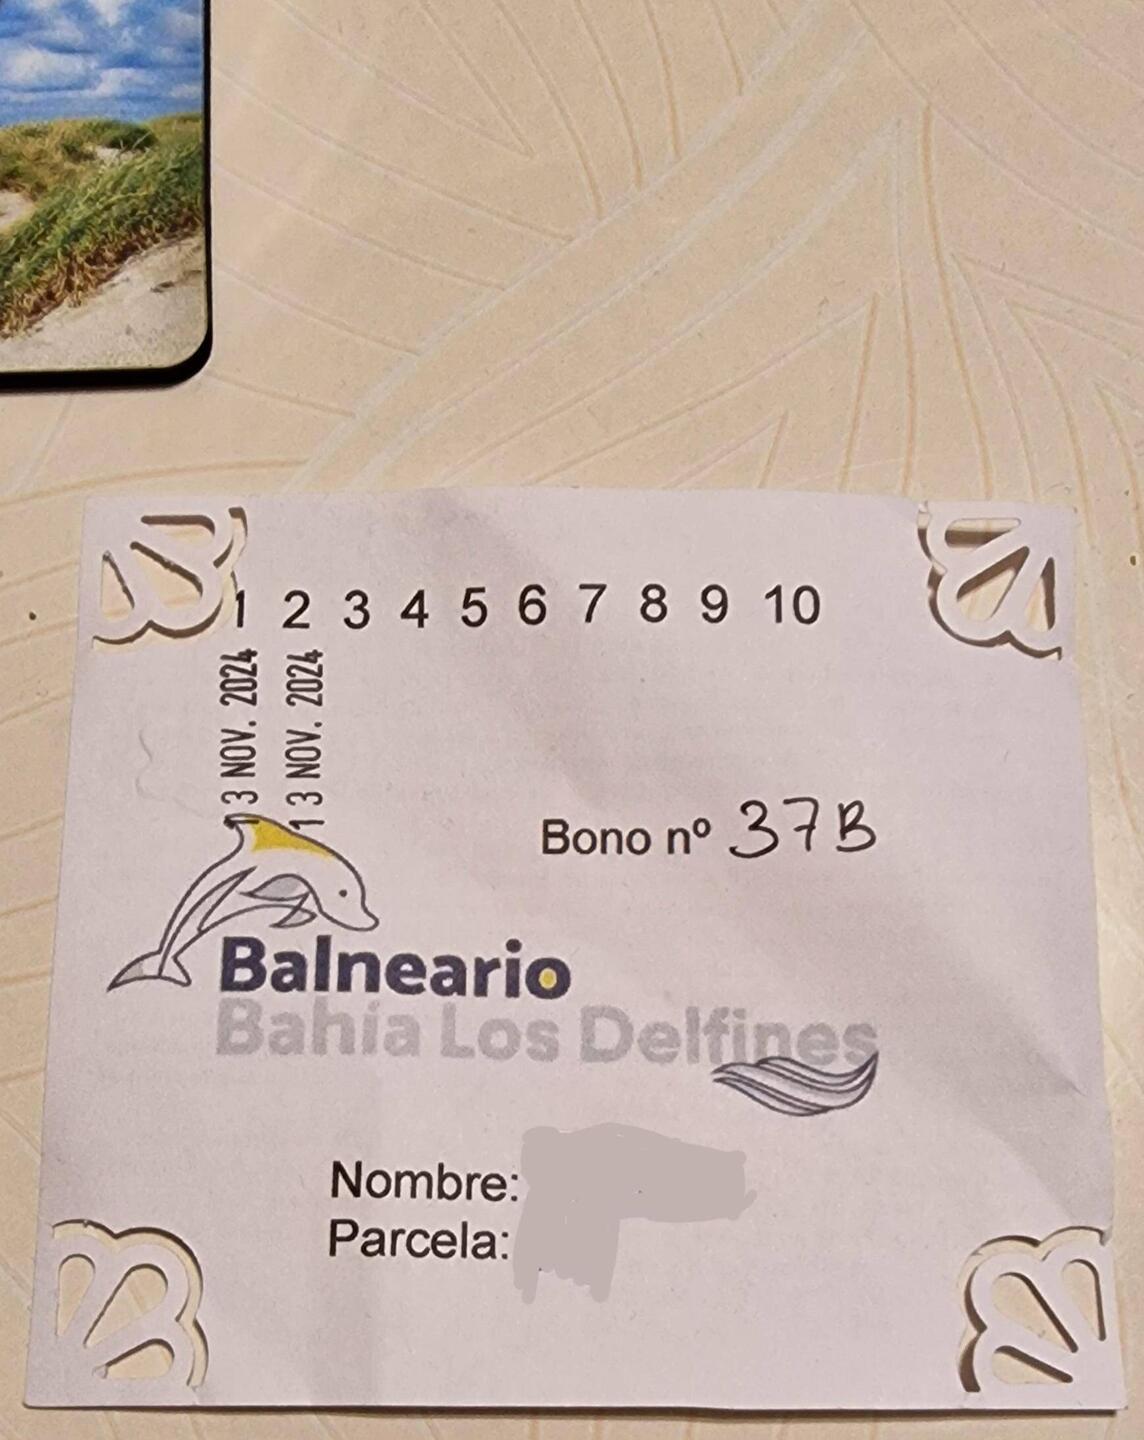 1 2 3 4 5 6 7 8 9 10
13 NOV. 2024
13 NOV. 2024
Bono nº 37B
Balneario
Bahía Los Delfines
Nombre:
Parcela: